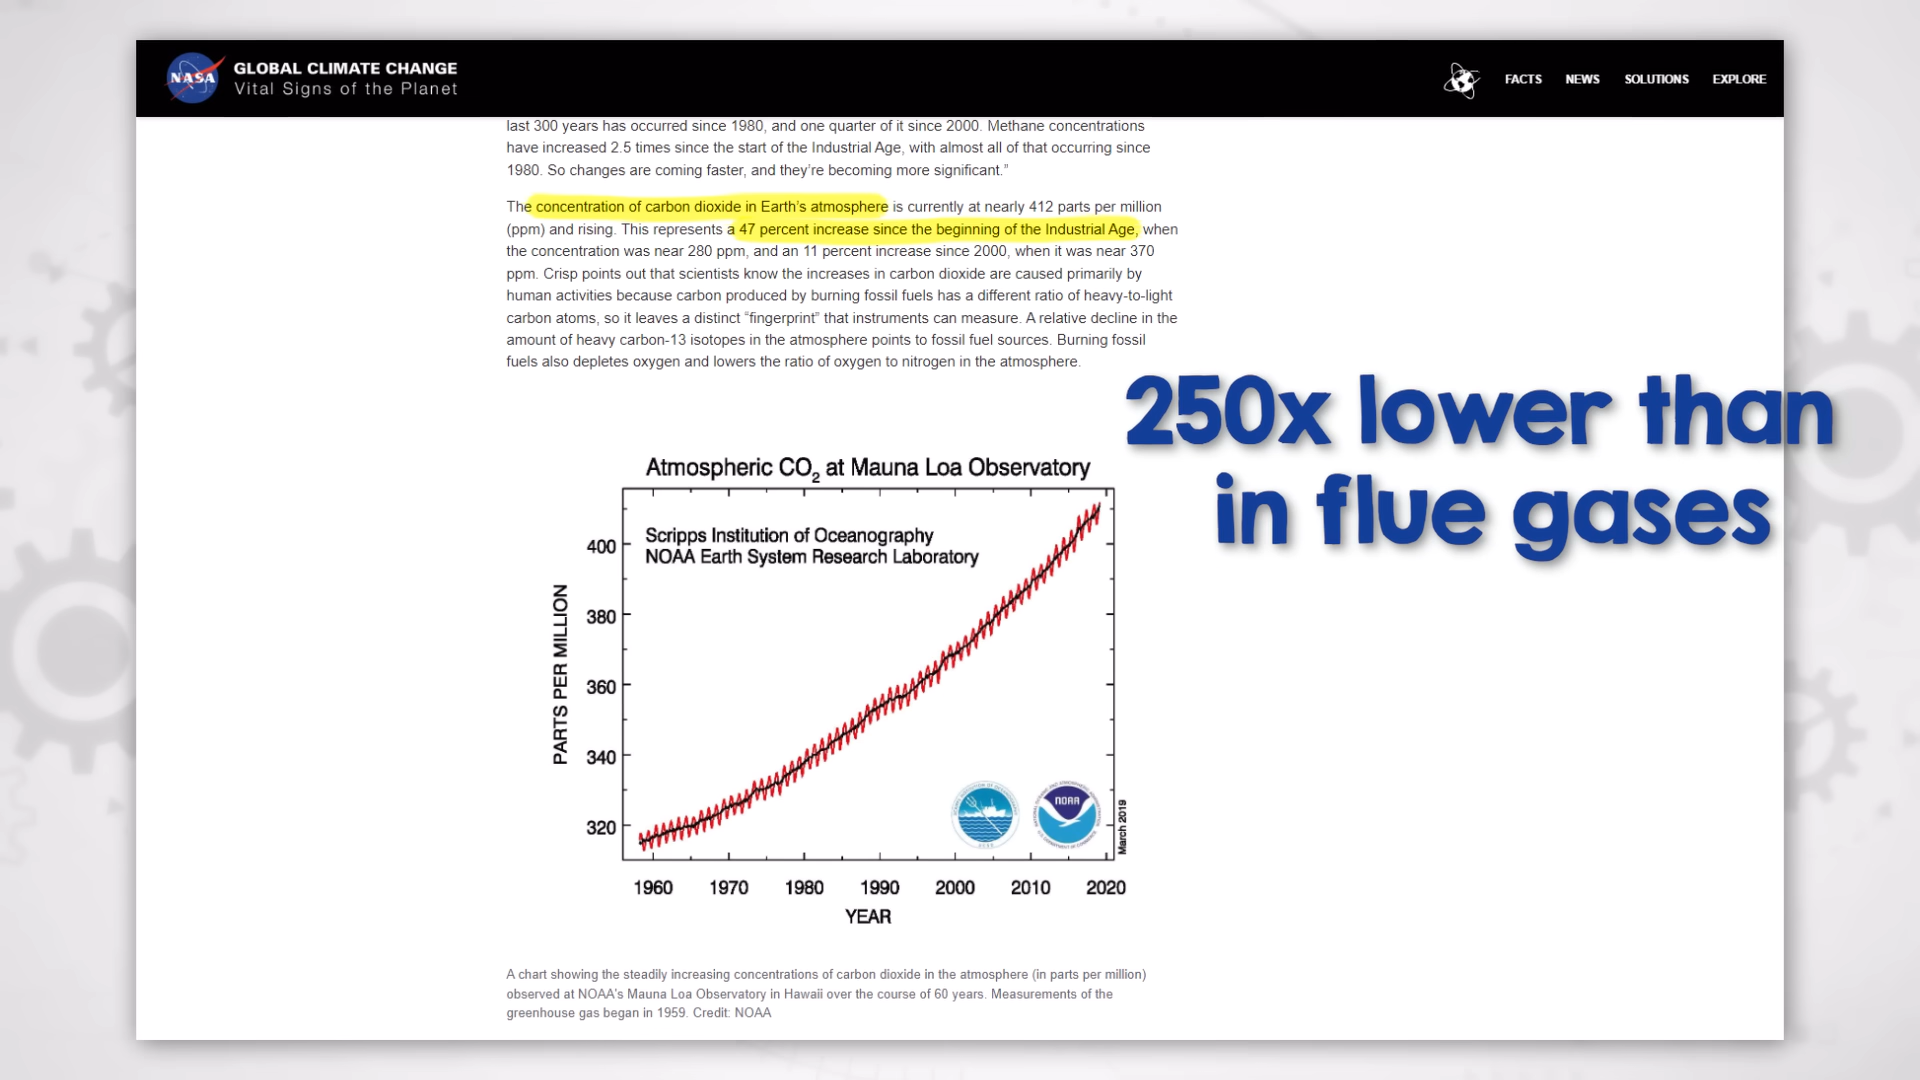 NASA
GLOBAL CLIMATE CHANGE
Vital Signs of the Planet
FACTS NEWS SOLUTIONS EXPLORE
last 300 years has occurred since 1980, and one quarter of it since 2000. Methane concentrations
have increased 2.5 times since the start of the Industrial Age, with almost all of that occurring since
1980. So changes are coming faster, and they're becoming more significant.”
The concentration of carbon dioxide in Earth's atmosphere is currently at nearly 412 parts per million
(ppm) and rising. This represents a 47 percent increase since the beginning of the Industrial Age, when
the concentration was near 280 ppm, and an 11 percent increase since 2000, when it was near 370
ppm. Crisp points out that scientists know the increases in carbon dioxide are caused primarily by
human activities because carbon produced by burning fossil fuels has a different ratio of heavy-to-light
carbon atoms, so it leaves a distinct “fingerprint” that instruments can measure. A relative decline in the
amount of heavy carbon-13 isotopes in the atmosphere points to fossil fuel sources. Burning fossil
fuels also depletes oxygen and lowers the ratio of oxygen to nitrogen in the atmosphere.
250x lower than
in flue gases
Atmospheric CO2 at Mauna Loa Observatory
Scripps Institution of Oceanography
NOAA Earth System Research Laboratory
PARTS PER MILLION
400
380
360
340
320
NOAA
March 2019
1960 1970 1980 1990 2000 2010 2020
YEAR
A chart showing the steadily increasing concentrations of carbon dioxide in the atmosphere (in parts per million)
observed at NOAA's Mauna Loa Observatory in Hawaii over the course of 60 years. Measurements of the
greenhouse gas began in 1959. Credit: NOAA